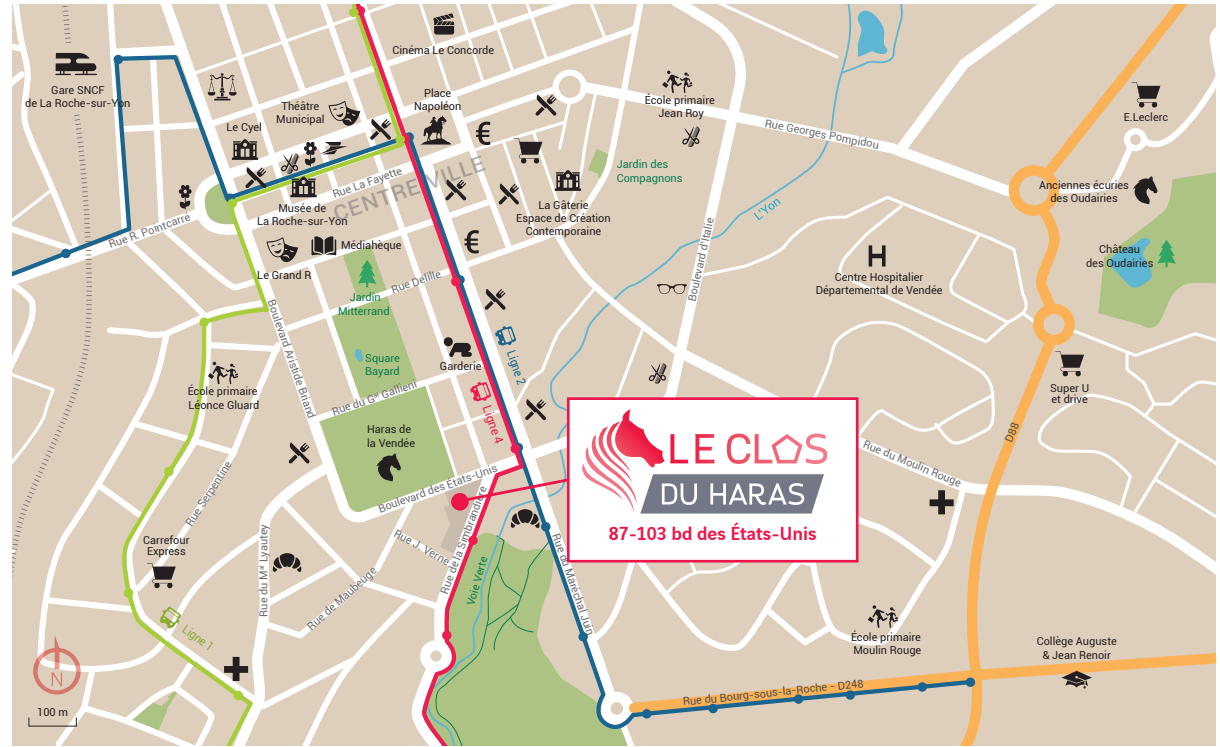 Cinéma Le Concorde
Gare SNCF
de La Roche-sur-Yon
Théâtre
Municipal
Place
Napoléon
École primaire
Jean Roy
E.Leclerc
Le Cyel
Rue Georges Pompidou
Rue La Fayette
CENTRE VILLE
Jardin des
Compagnons
Anciennes écuries
des Oudairies
Musée de
La Roche-sur-Yon
La Gâterie
Espace de Création
Contemporaine
L'Yon
Rue R. Pointcarré
Médiahèque
Le Grand R
Boulevard d'Italie
H
Centre Hospitalier
Départemental de Vendée
Château
des Oudairies
Rue Delille
Jardin
Mitterrand
Boulevard Aristide Briand
Square
Bayard
Garderie
Ligne 2
Ligne 4
Super U
et drive
École primaire
Léonce Gluard
Rue du Gal Gallieni
Haras de
la Vendée
D88
LE CLOS
DU HARAS
87-103 bd des États-Unis
Rue du Moulin Rouge
Boulevard des États-Unis
Rue Serpentine
Rue J. Verne
Rue de la Simbrandière
Carrefour
Express
Rue du Mal Lyautey
Rue de Maubeuge
Voie Verte
Rue du Maréchal Juin
Ligne 1
École primaire
Moulin Rouge
Collège Auguste
& Jean Renoir
Rue du Bourg-sous-la-Roche - D248
N
100 m
€
€